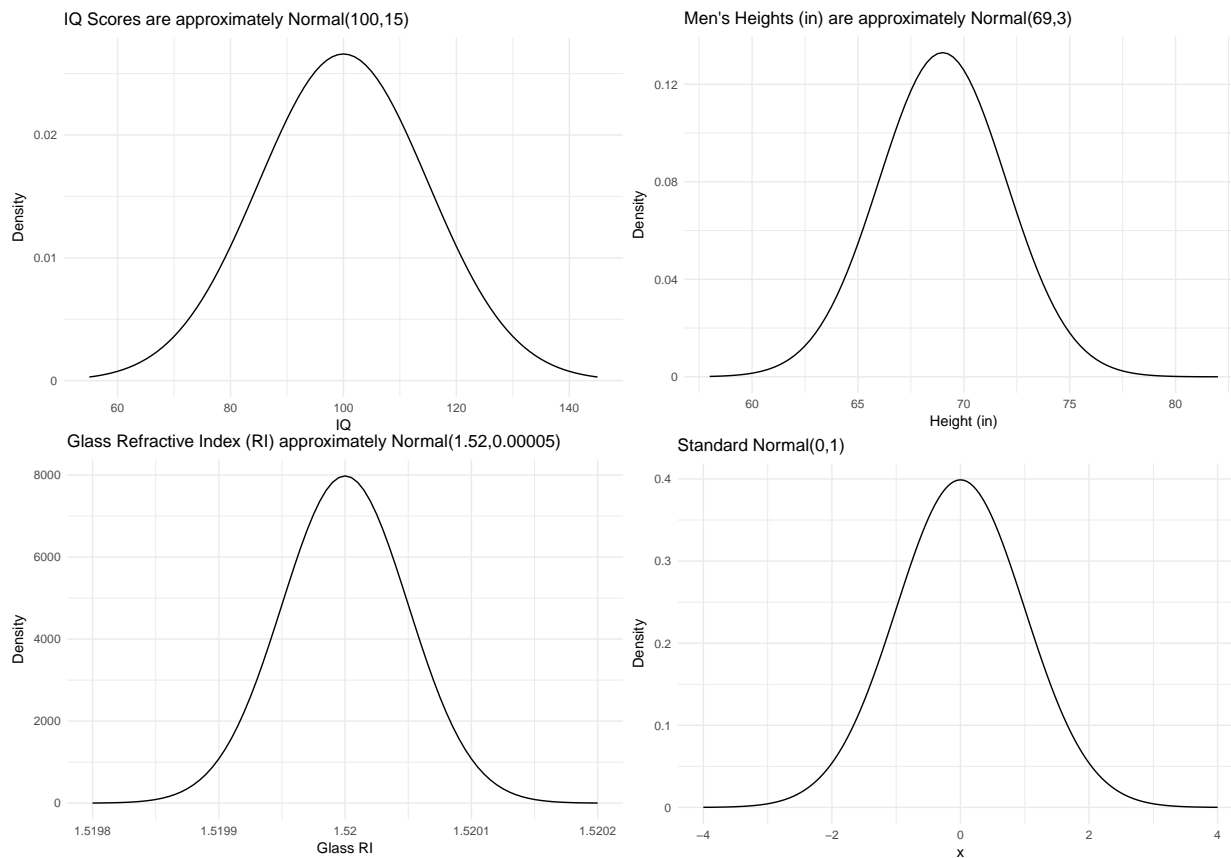 IQ Scores are approximately Normal(100,15)
Density
0.02
0.01
0
60 80 100 120 140
IQ
Men's Heights (in) are approximately Normal(69,3)
Density
0.12
0.08
0.04
0
60 65 70 75 80
Height (in)
Glass Refractive Index (RI) approximately Normal(1.52,0.00005)
Density
8000
6000
4000
2000
0
1.5198 1.5199 1.52 1.5201 1.5202
Glass RI
Standard Normal(0,1)
Density
0.4
0.3
0.2
0.1
0
−4 −2 0 2 4
x